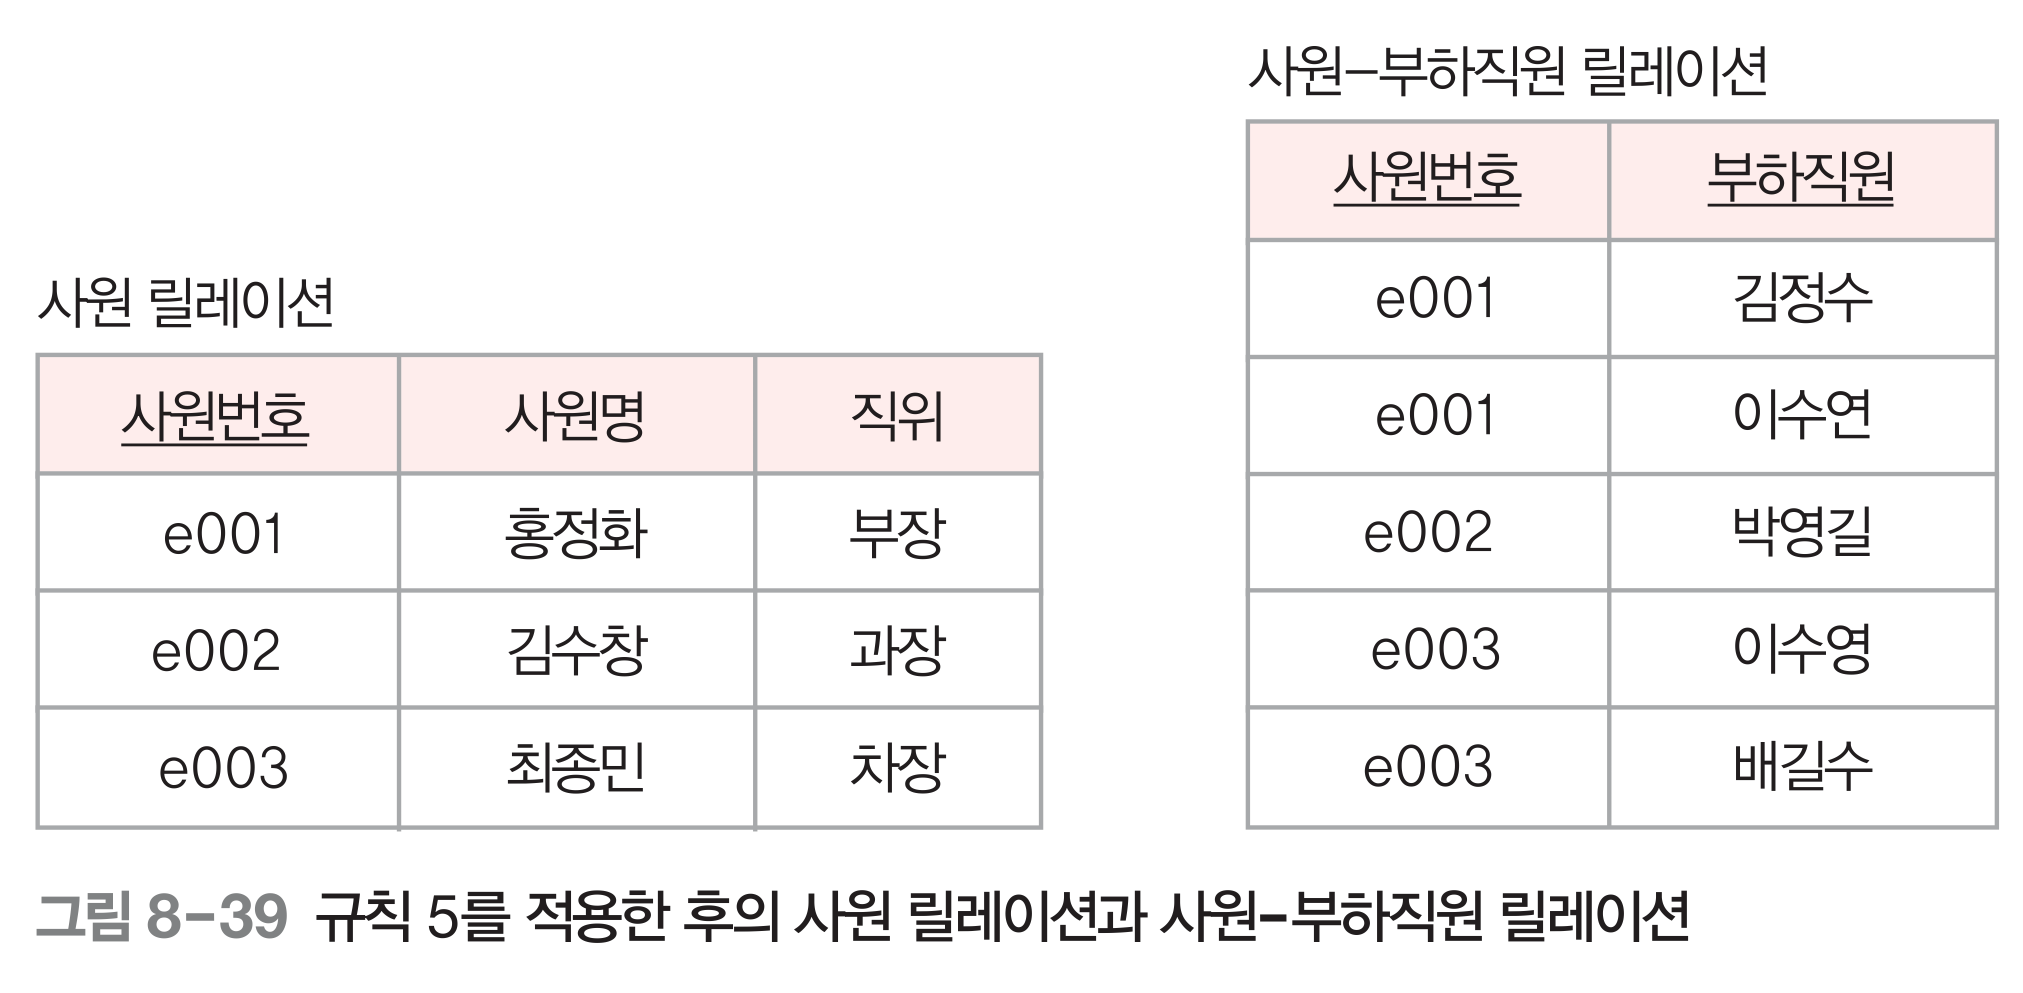 사원 릴레이션
사원번호 사원명 직위
e001 홍정화 부장
e002 김수창 과장
e003 최종민 차장
사원-부하직원 릴레이션
사원번호 부하직원
e001 김정수
e001 이수연
e002 박영길
e003 이수영
e003 배길수
그림 8-39 규칙 5를 적용한 후의 사원 릴레이션과 사원-부하직원 릴레이션